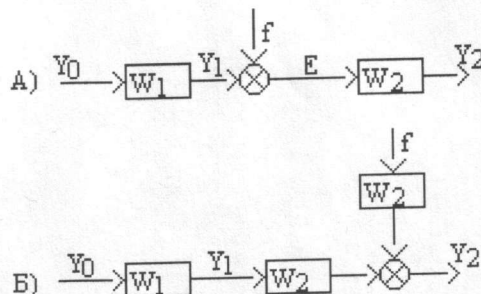 f
А) Y₀ W₁ Y₁ E W₂ Y₂
f
W₂
Б) Y₀ W₁ Y₁ W₂ Y₂